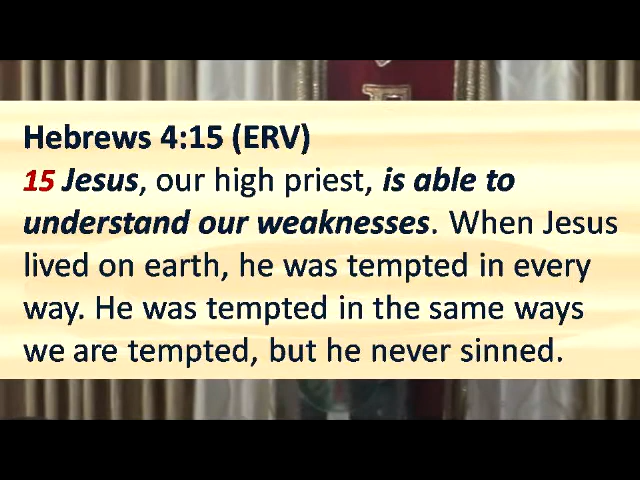 Hebrews 4:15 (ERV)
15 Jesus, our high priest, is able to
understand our weaknesses. When Jesus
lived on earth, he was tempted in every
way. He was tempted in the same ways
we are tempted, but he never sinned.